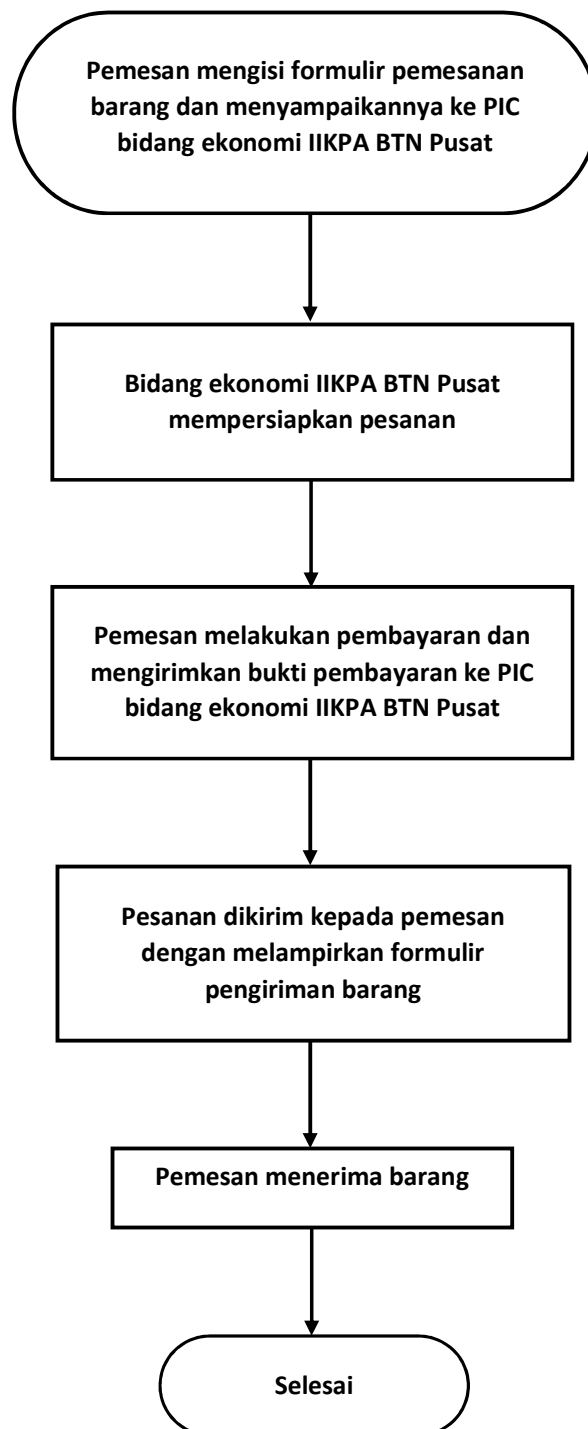 Pemesan mengisi formulir pemesanan
barang dan menyampaikannya ke PIC
bidang ekonomi IIKPA BTN Pusat
Bidang ekonomi IIKPA BTN Pusat
mempersiapkan pesanan
Pemesan melakukan pembayaran dan
mengirimkan bukti pembayaran ke PIC
bidang ekonomi IIKPA BTN Pusat
Pesanan dikirim kepada pemesan
dengan melampirkan formulir
pengiriman barang
Pemesan menerima barang
Selesai